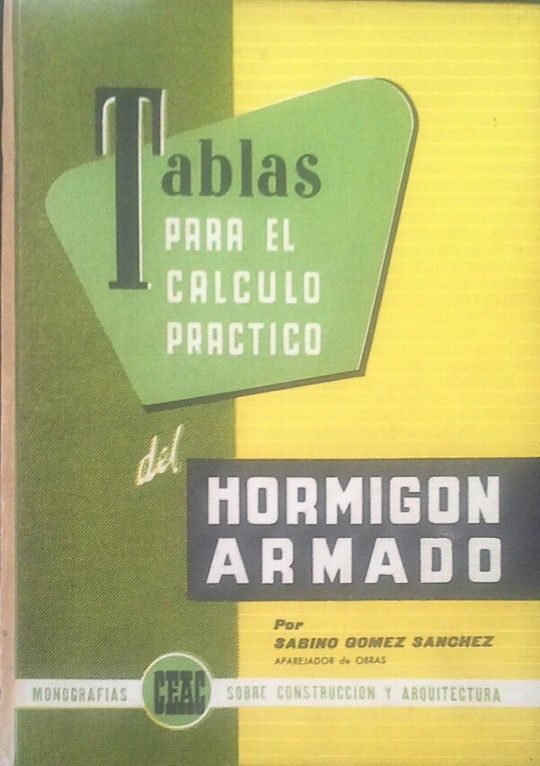 Tablas
PARA EL
CALCULO
PRACTICO
del
HORMIGON
ARMADO
Por
SABINO GOMEZ SANCHEZ
APAREJADOR de OBRAS
MONOGRAFIAS CEAC SOBRE CONSTRUCCION Y ARQUITECTURA